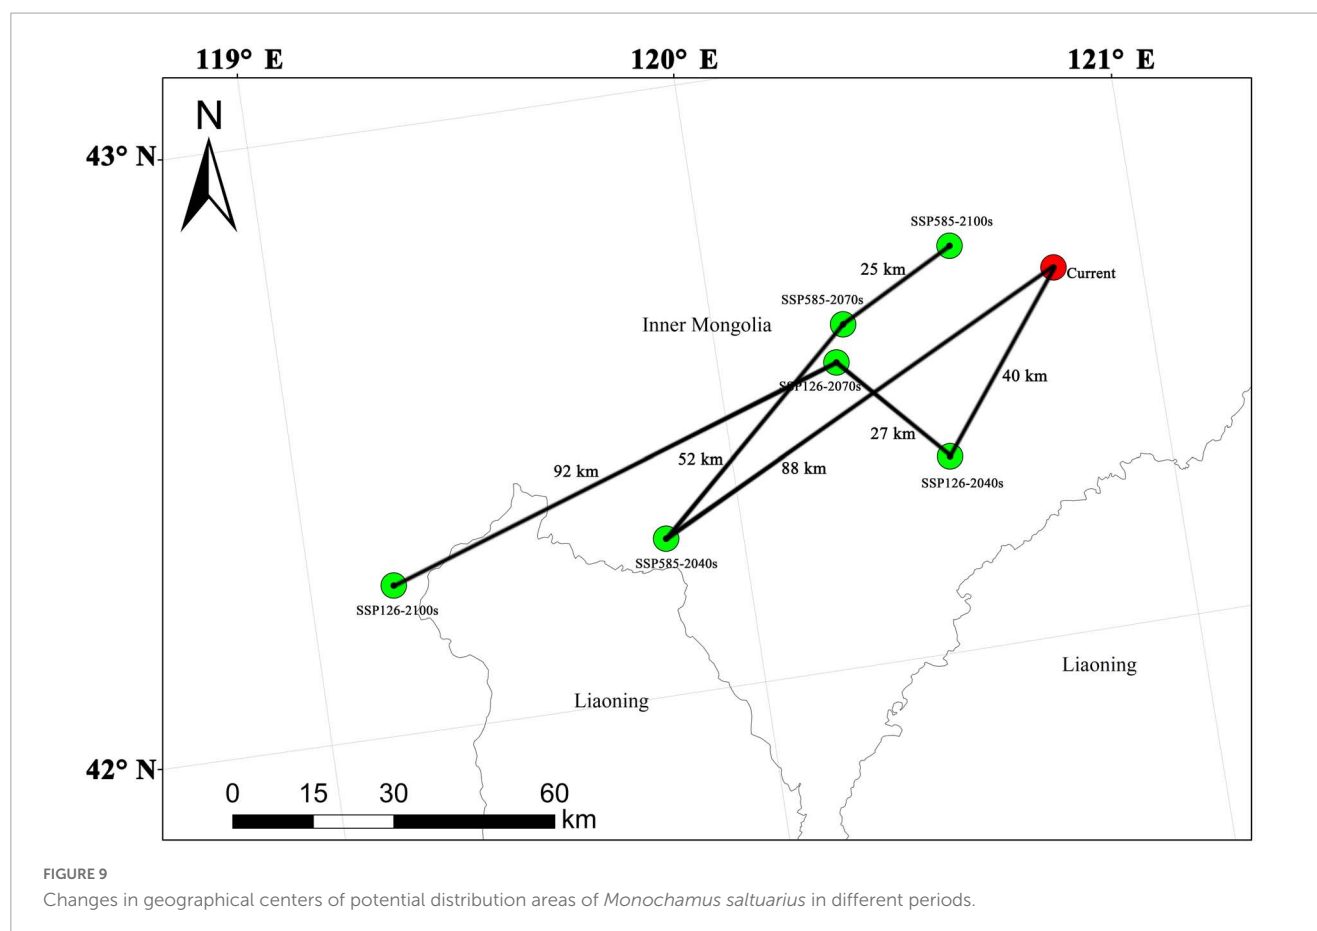 119° E 120° E 121° E
N
43° N
SSP585-2100s
25 km
Current
SSP585-2070s
Inner Mongolia
SSP126-2070s
40 km
27 km
92 km
52 km
88 km
SSP126-2040s
SSP585-2040s
SSP126-2100s
Liaoning
Liaoning
42° N
0 15 30 60
km
FIGURE 9
Changes in geographical centers of potential distribution areas of Monochamus saltuarius in different periods.